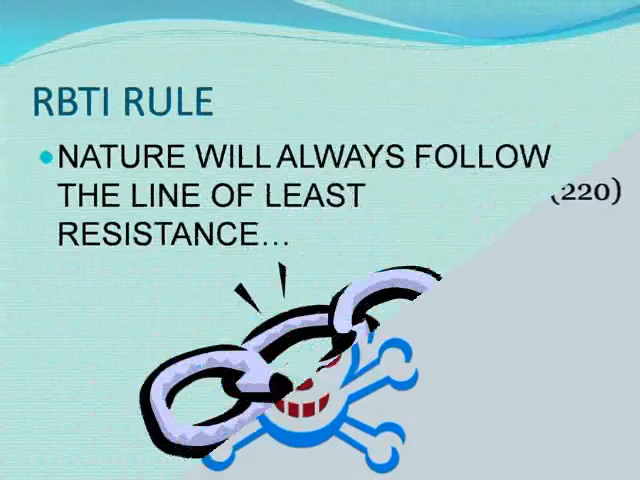 RBTI RULE
NATURE WILL ALWAYS FOLLOW
THE LINE OF LEAST
RESISTANCE…
(220)